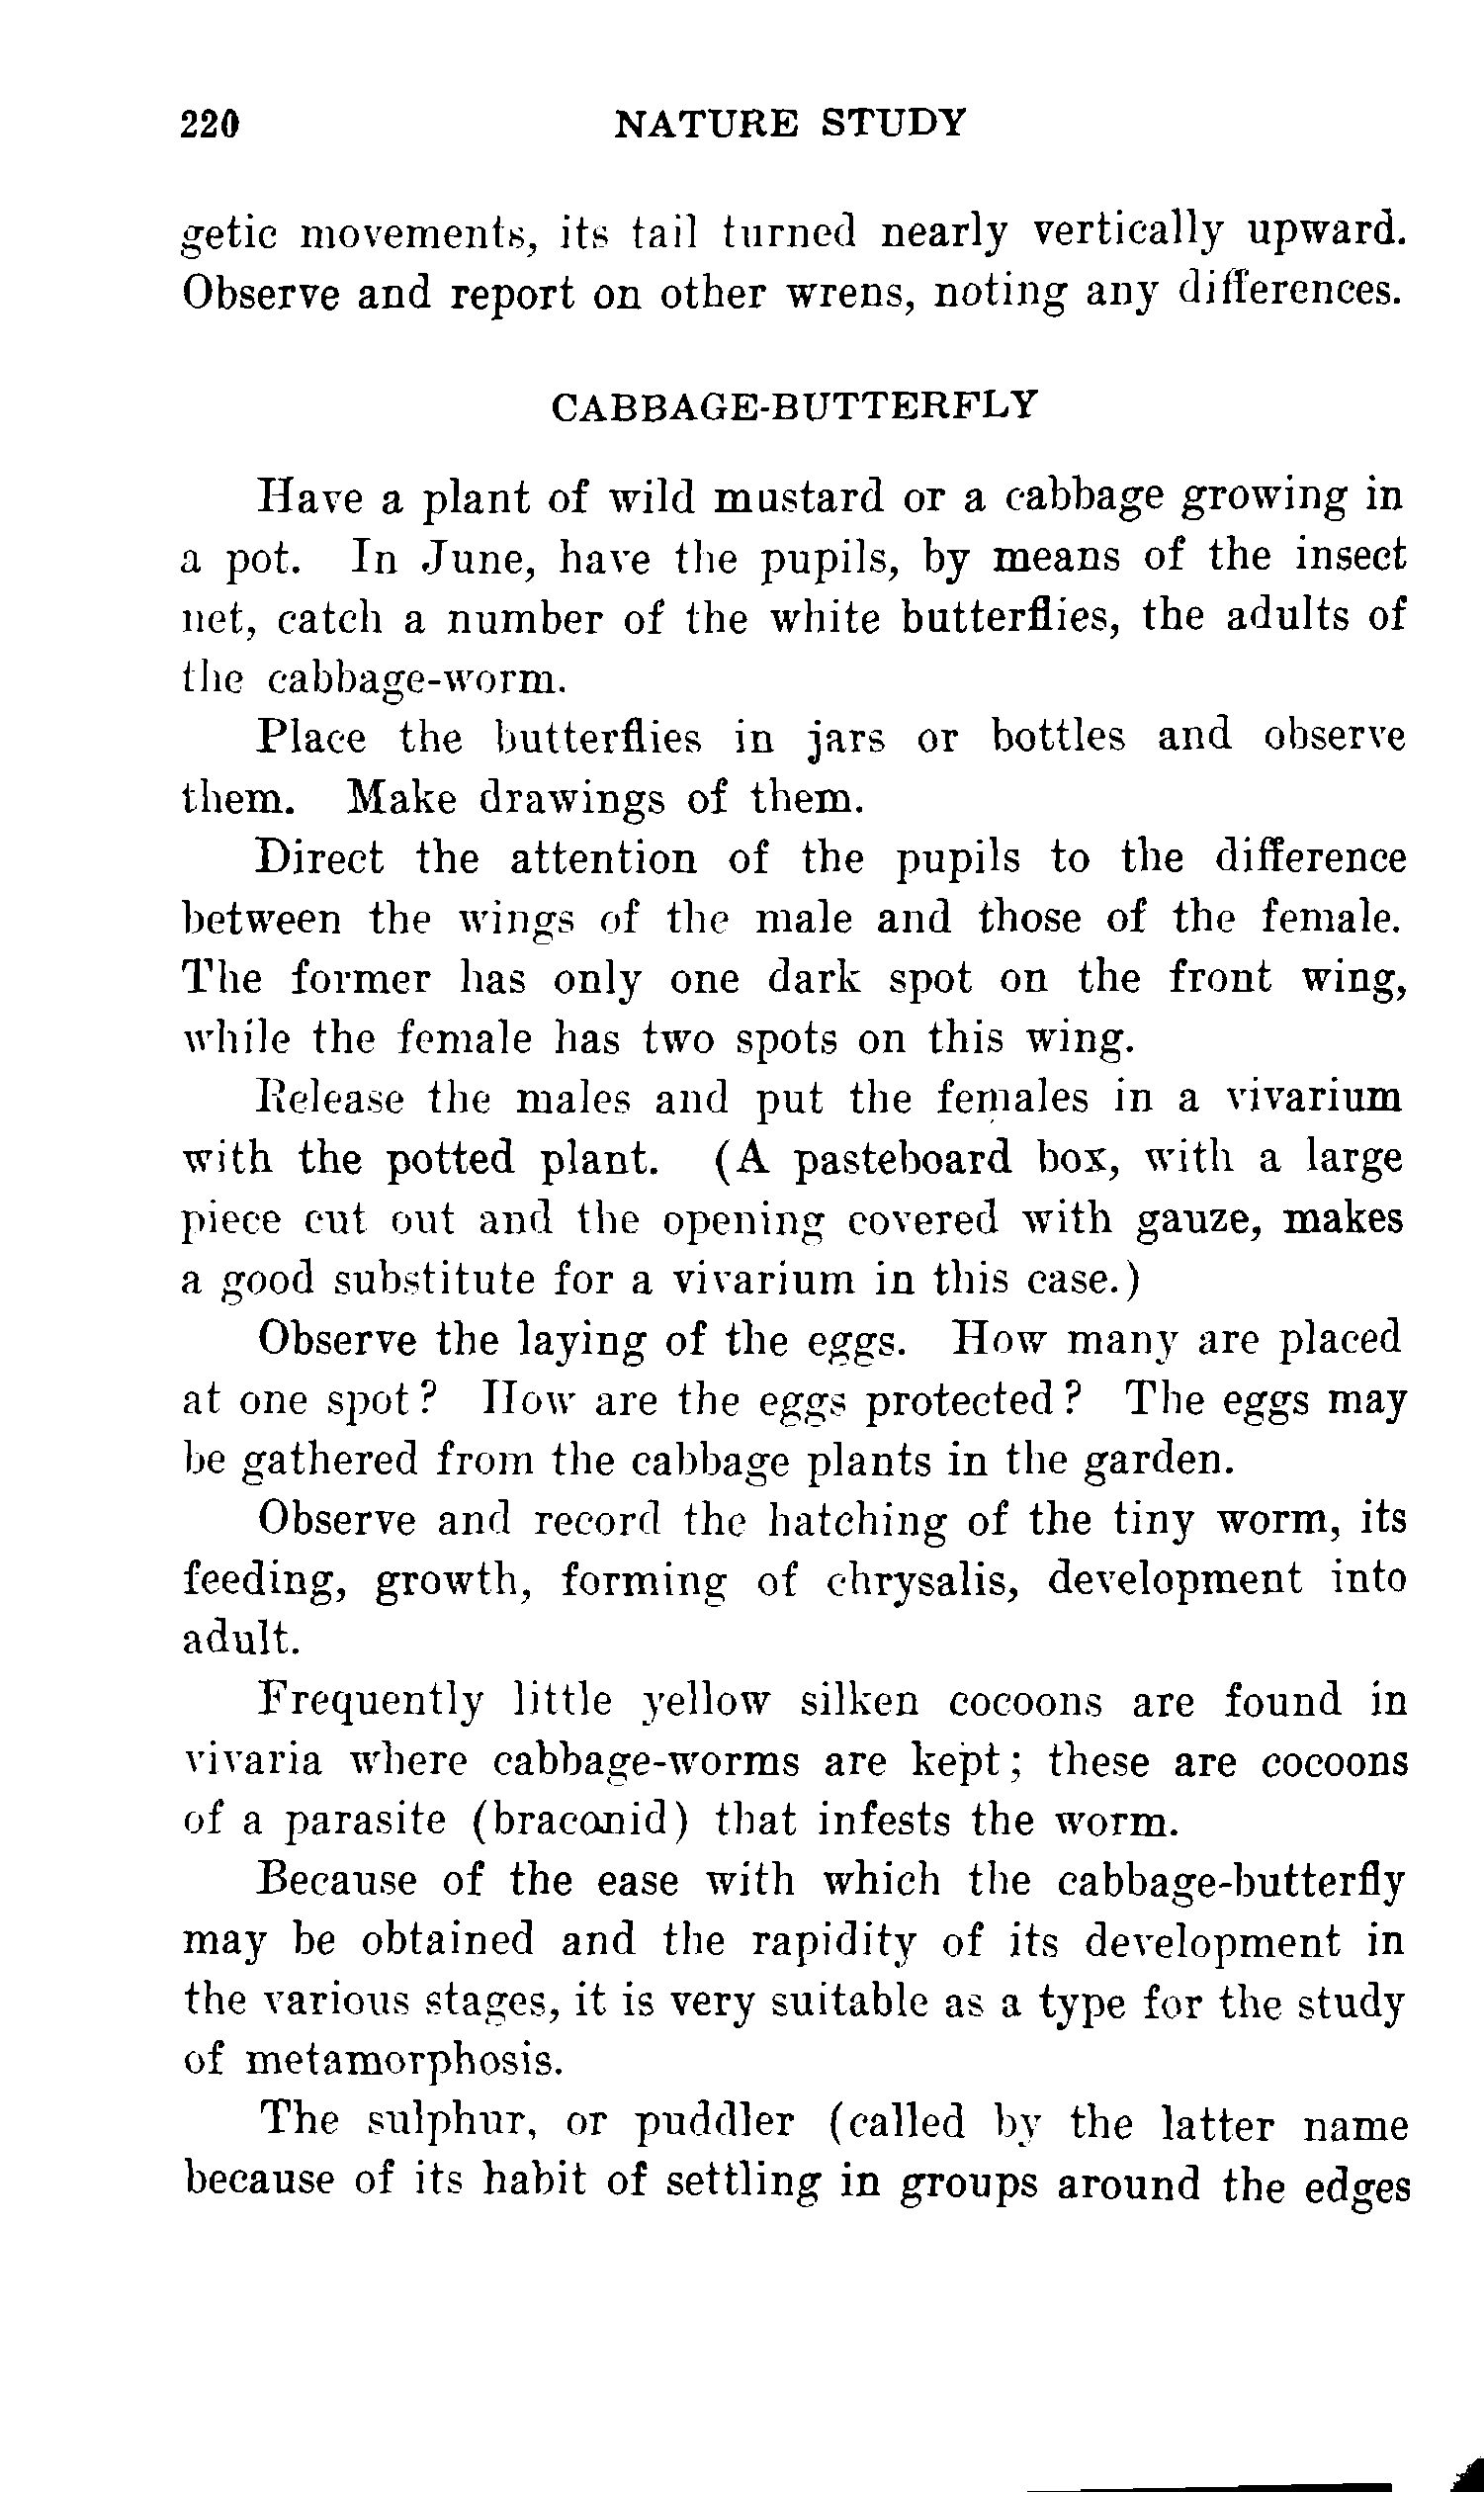 220 NATURE STUDY
getic movements, its tail turned nearly vertically upward.
Observe and report on other wrens, noting any differences.
CABBAGE-BUTTERFLY
Have a plant of wild mustard or a cabbage growing in
a pot. In June, have the pupils, by means of the insect
net, catch a number of the white butterflies, the adults of
the cabbage-worm.
Place the butterflies in jars or bottles and observe
them. Make drawings of them.
Direct the attention of the pupils to the difference
between the wings of the male and those of the female.
The former has only one dark spot on the front wing,
while the female has two spots on this wing.
Release the males and put the females in a vivarium
with the potted plant. (A pasteboard box, with a large
piece cut out and the opening covered with gauze, makes
a good substitute for a vivarium in this case.)
Observe the laying of the eggs. How many are placed
at one spot? How are the eggs protected? The eggs may
be gathered from the cabbage plants in the garden.
Observe and record the hatching of the tiny worm, its
feeding, growth, forming of chrysalis, development into
adult.
Frequently little yellow silken cocoons are found in
vivaria where cabbage-worms are kept; these are cocoons
of a parasite (braconid) that infests the worm.
Because of the ease with which the cabbage-butterfly
may be obtained and the rapidity of its development in
the various stages, it is very suitable as a type for the study
of metamorphosis.
The sulphur, or puddler (called by the latter name
because of its habit of settling in groups around the edges